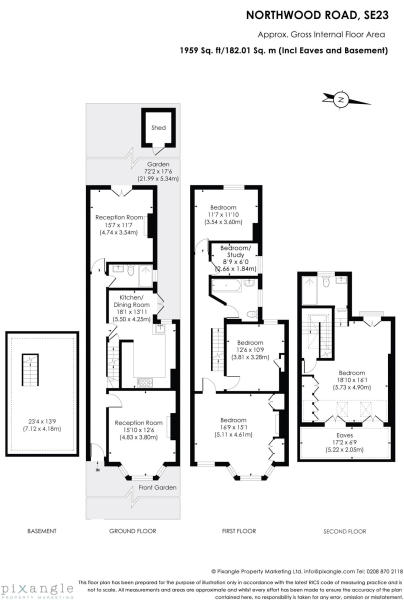 NORTHWOOD ROAD, SE23
Approx. Gross Internal Floor Area
1959 Sq. ft/182.01 Sq. m (Incl Eaves and Basement)
N
Shed
Garden
72'2 x 17'6
(21.99 x 5.34m)
Reception Room
15'7 x 11'7
(4.74 x 3.54m)
Kitchen/
Dining Room
18'1 x 13'11
(5.50 x 4.25m)
Reception Room
15'10 x 12'6
(4.83 x 3.80m)
IN
Front Garden
Bedroom
11'7 x 11'10
(3.54 x 3.60m)
Bedroom/
Study
8'9 x 6'0
(2.66 x 1.84m)
Bedroom
12'6 x 10'9
(3.81 x 3.28m)
Bedroom
16'9 x 15'1
(5.11 x 4.61m)
Bedroom
18'10 x 16'1
(5.73 x 4.90m)
Eaves
17'2 x 6'9
(5.22 x 2.05m)
23'4 x 13'9
(7.12 x 4.18m)
BASEMENT
GROUND FLOOR
FIRST FLOOR
SECOND FLOOR
pixangle
PROPERTY MARKETING
© Pixangle Property Marketing Ltd, info@pixangle.com Tel: 0208 870 2118
This floor plan has been prepared for the purpose of illustration only in accordance with the latest RICS code of measuring practice and is
not to scale. All measurements and areas are approximate and whilst every effort has been made to ensure the accuracy of the plan
contained here, no responsibility is taken for any error, omission or misstatement.